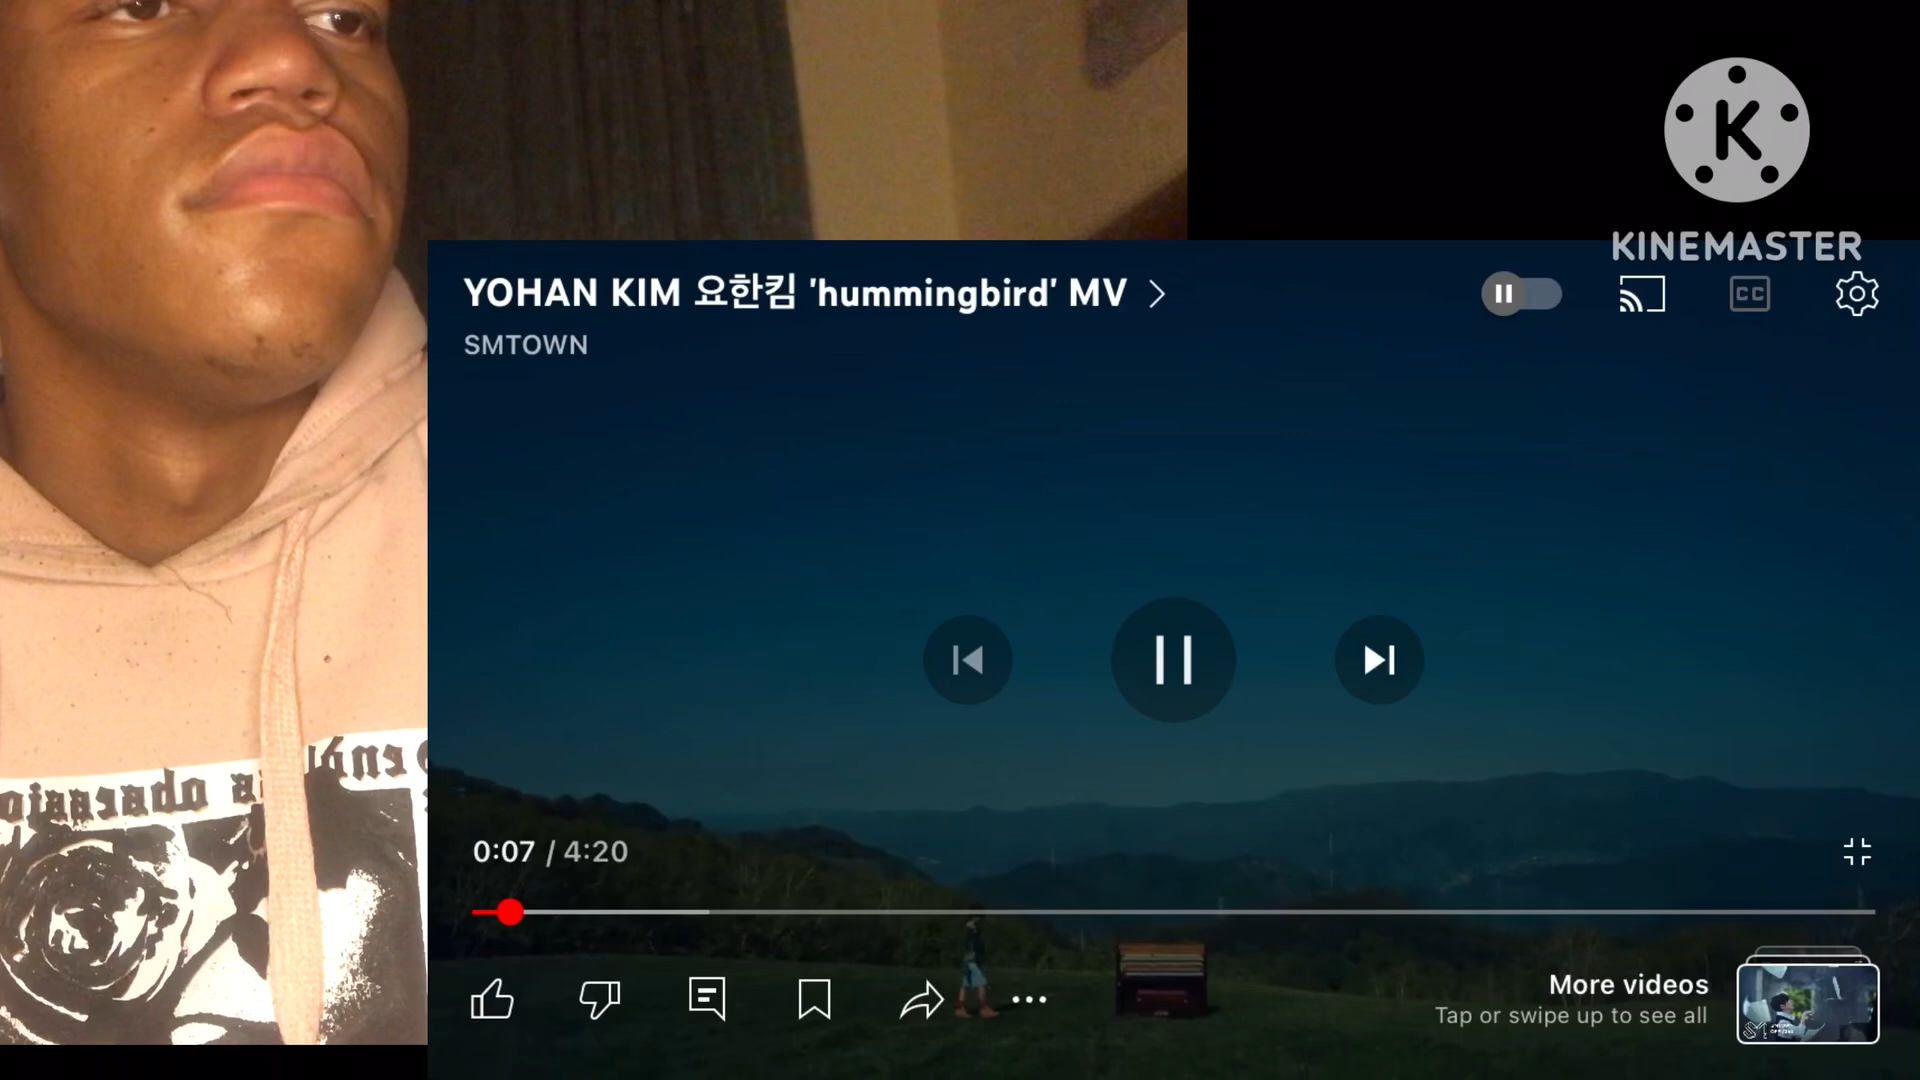 K
KINEMASTER
YOHAN KIM 요한킴 'hummingbird' MV
CC
SMTOWN
0:07 / 4:20
More videos
Tap or swipe up to see all